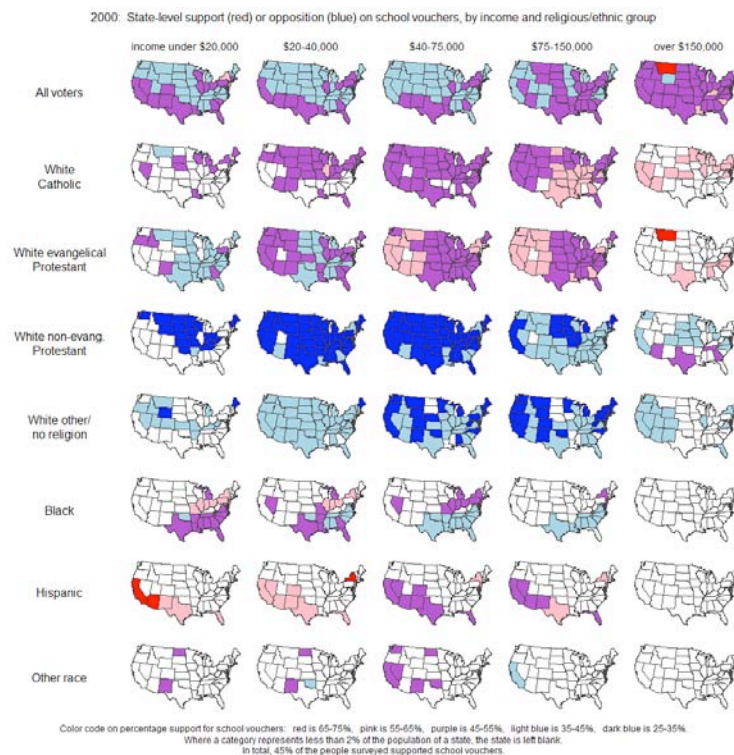 2000: State-level support (red) or opposition (blue) on school vouchers, by income and religious/ethnic group
income under $20,000 $20-40,000 $40-75,000 $75-150,000 over $150,000
All voters
White
Catholic
White evangelical
Protestant
White non-evang.
Protestant
White other/
no religion
Black
Hispanic
Other race
Color code on percentage support for school vouchers: red is 65-75%, pink is 55-65%, purple is 45-55%, light blue is 35-45%, dark blue is 25-35%.
Where a category represents less than 2% of the population of a state, the state is left blank.
In total, 45% of the people surveyed supported school vouchers.